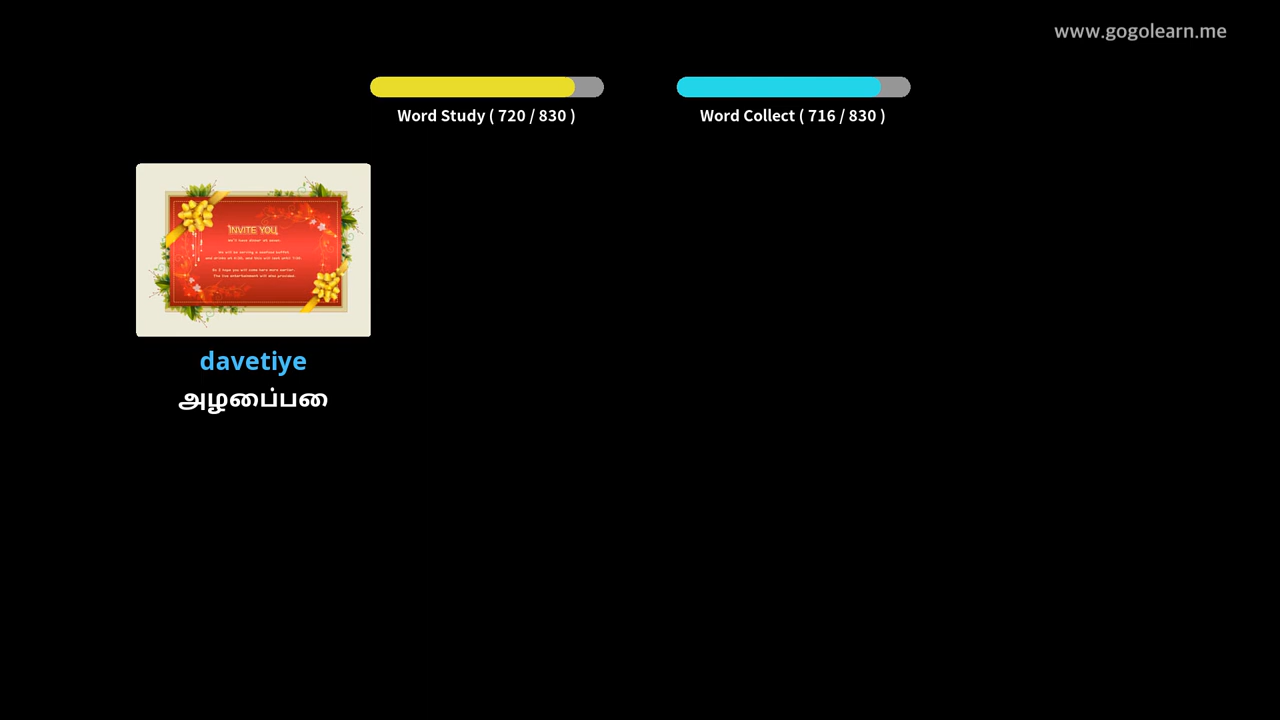 www.gogolearn.me
Word Study ( 720 / 830 )
Word Collect ( 716 / 830 )
INVITE YOU
davetiye
அழைப்பை